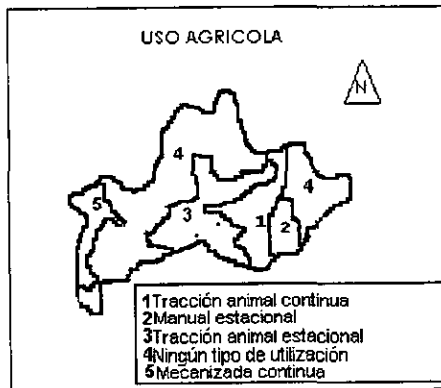 USO AGRICOLA
N
4
4
5
3
1
2
1Tracción animal continua
2Manual estacional
3Tracción animal estacional
4Ningún tipo de utilización
5Mecanizada continua